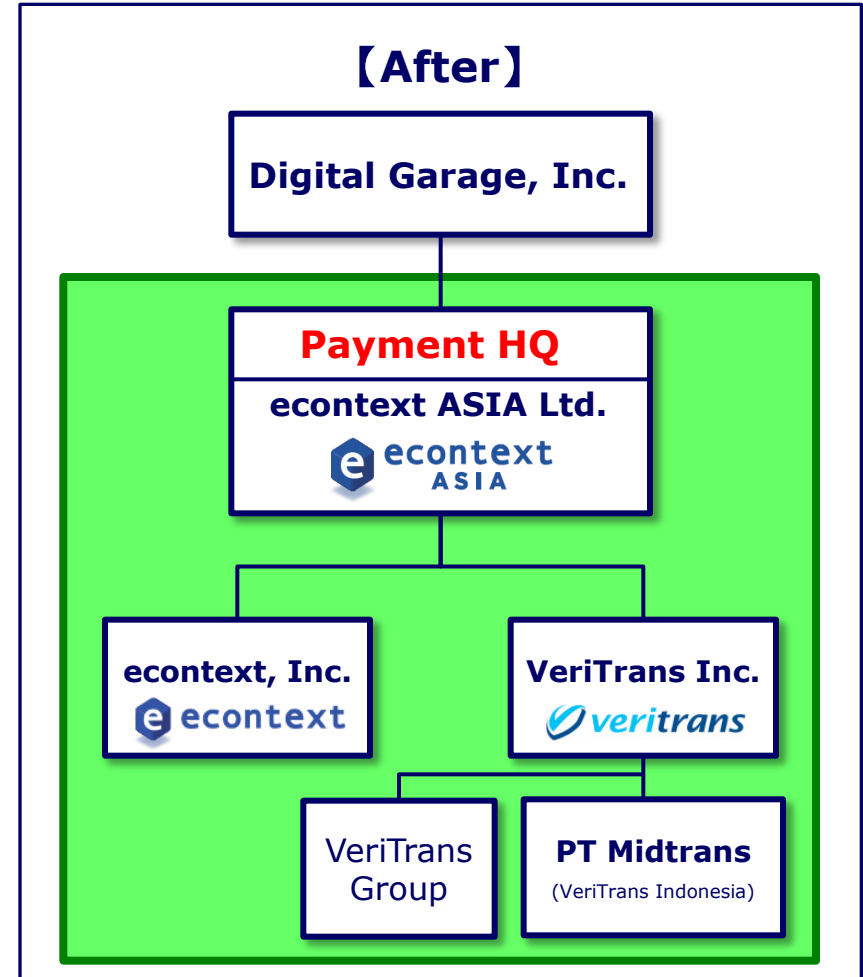 【After】
Digital Garage, Inc.
Payment HQ
econtext ASIA Ltd.
e econtext
ASIA
econtext, Inc.
e econtext
VeriTrans Inc.
veritrans
VeriTrans
Group
PT Midtrans
(VeriTrans Indonesia)